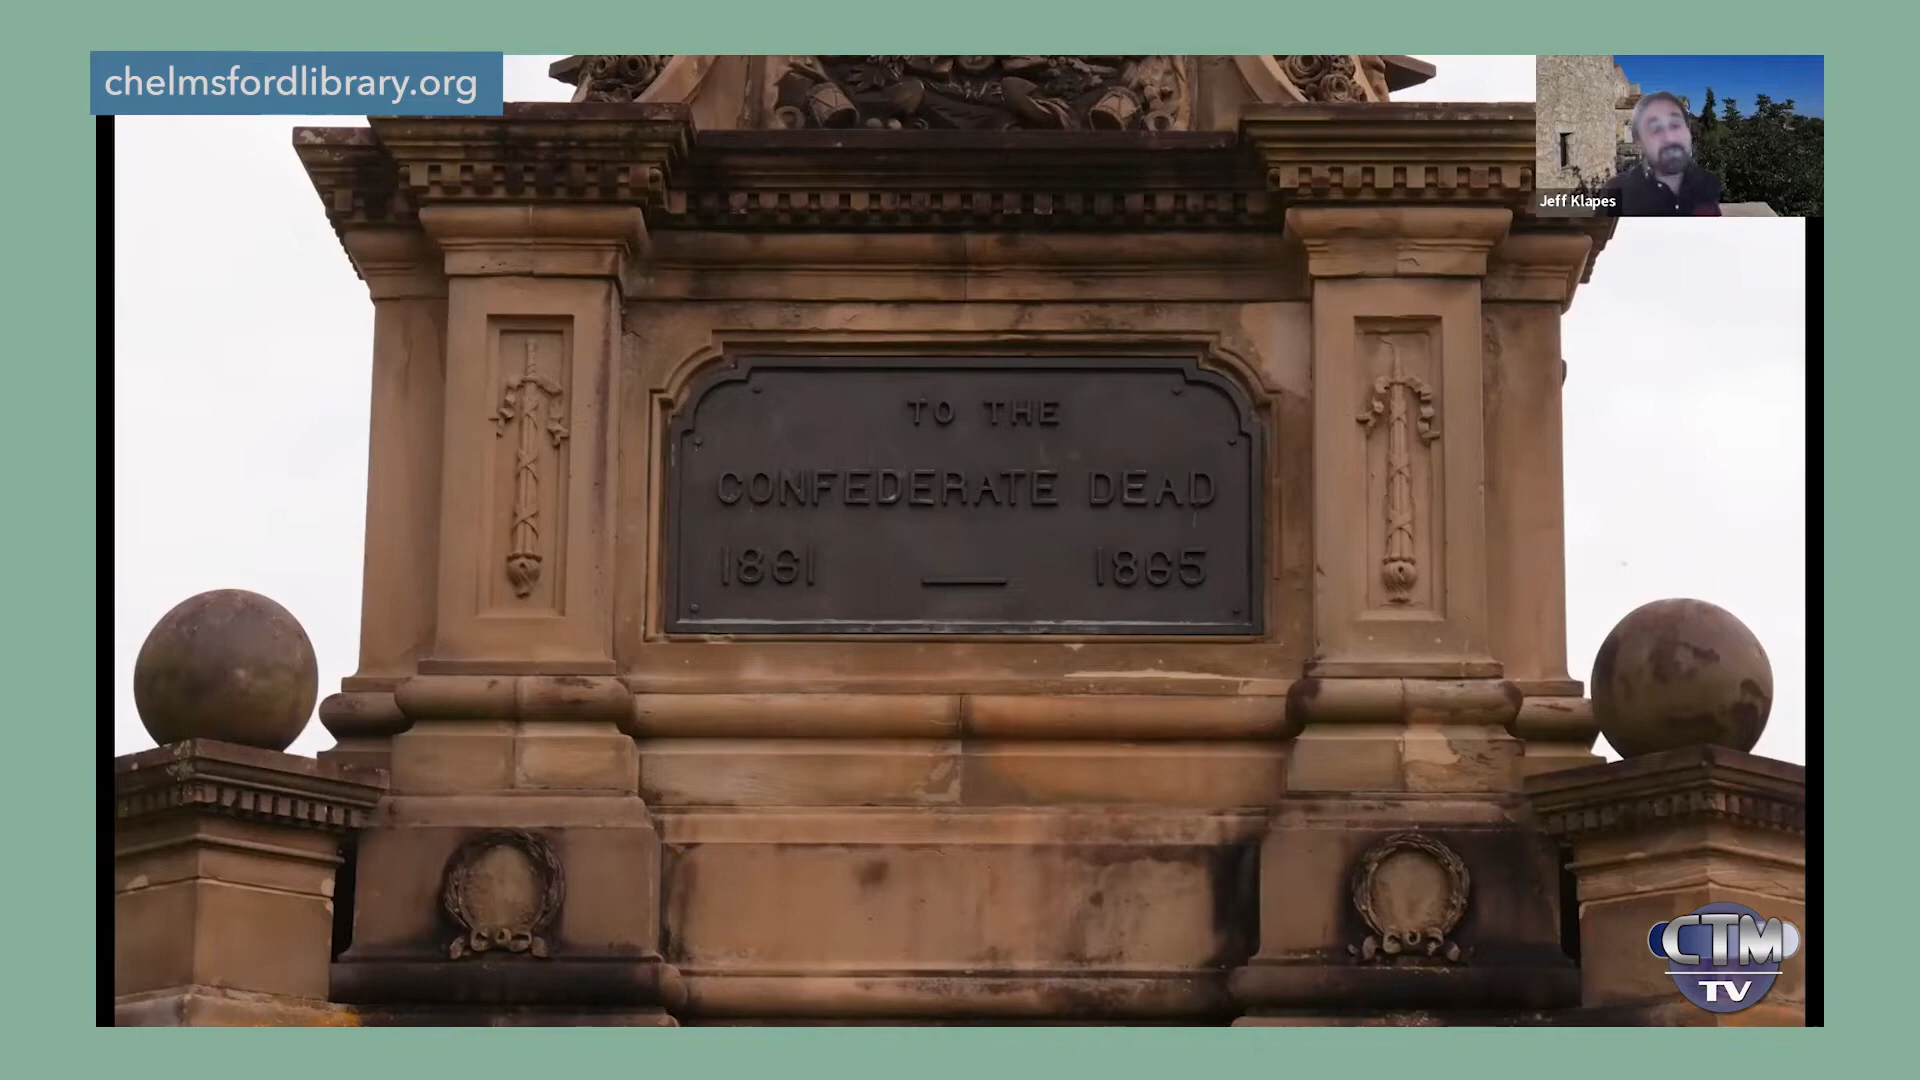 chelmsfordlibrary.org
Jeff Klapes
TO THE
CONFEDERATE DEAD
1861 — 1865
CTM
TV